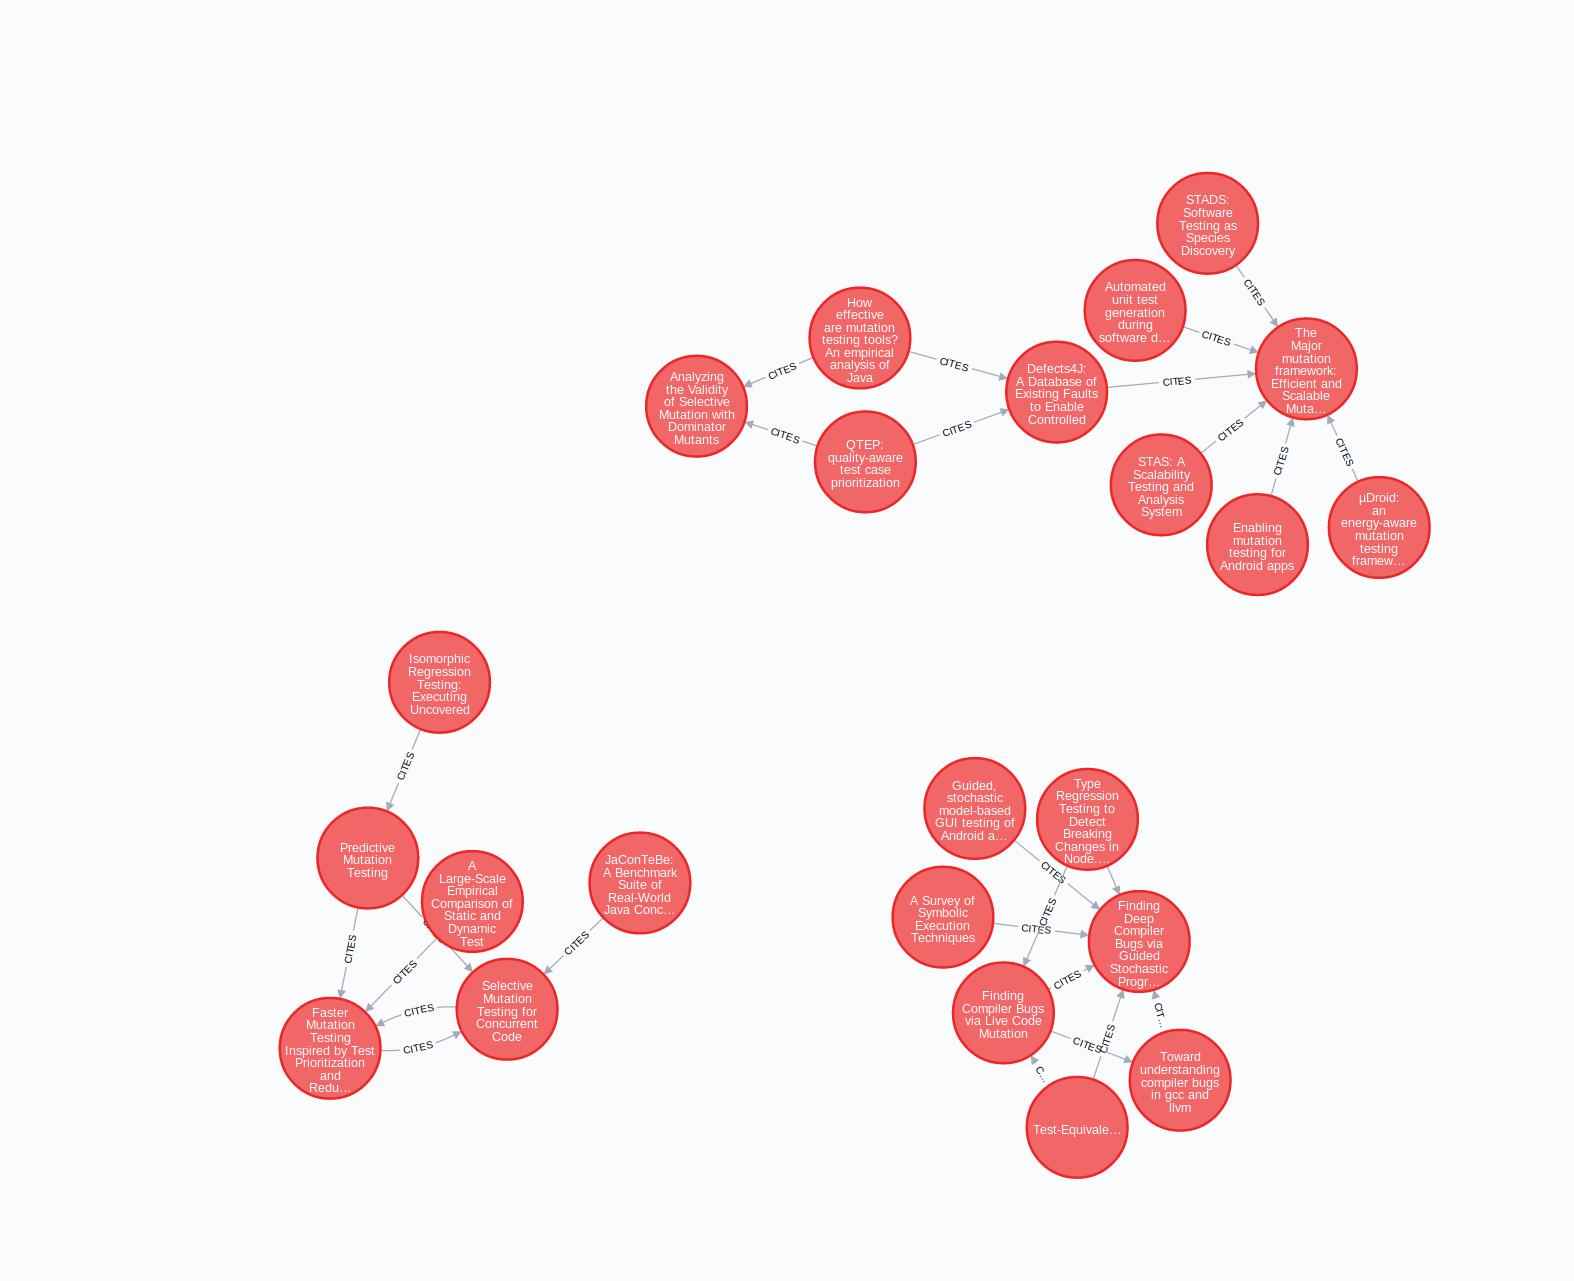 STADS:
Software
Testing as
Species
Discovery
CITES
Automated
unit test
generation
during
software d…
CITES
How
effective
are mutation
testing tools?
An empirical
analysis of
Java
CITES
CITES
The
Major
mutation
framework:
Efficient and
Scalable
Muta…
Defects4J:
A Database of
Existing Faults
to Enable
Controlled
CITES
Analyzing
the Validity
of Selective
Mutation with
Dominator
Mutants
CITES
CITES
QTEP:
quality-aware
test case
prioritization
CITES
STAS: A
Scalability
Testing and
Analysis
System
CITES
CITES
Enabling
mutation
testing for
Android apps
µDroid:
an
energy-aware
mutation
testing
framew…
Isomorphic
Regression
Testing:
Executing
Uncovered
CITES
Predictive
Mutation
Testing
A
Large-Scale
Empirical
Comparison of
Static and
Dynamic
Test
JaConTeBe:
A Benchmark
Suite of
Real-World
Java Conc…
CITES
CITES
CITES
Selective
Mutation
Testing for
Concurrent
Code
CITES
CITES
Faster
Mutation
Testing
Inspired by Test
Prioritization
and
Redu…
Guided,
stochastic
model-based
GUI testing of
Android a…
Type
Regression
Testing to
Detect
Breaking
Changes in
Node.…
CITES
CITES
A Survey of
Symbolic
Execution
Techniques
CITES
Finding
Deep
Compiler
Bugs via
Guided
Stochastic
Progr…
CITES
Finding
Compiler Bugs
via Live Code
Mutation
CIT…
CITES
CITES
C…
Toward
understanding
compiler bugs
in gcc and
llvm
Test-Equivale…